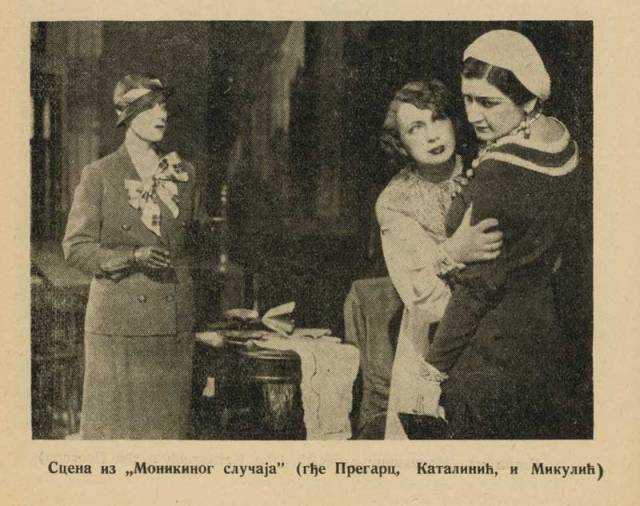 Сцена из „Моникиног случаја” (гђе Прегарц, Каталинић, и Микулић)